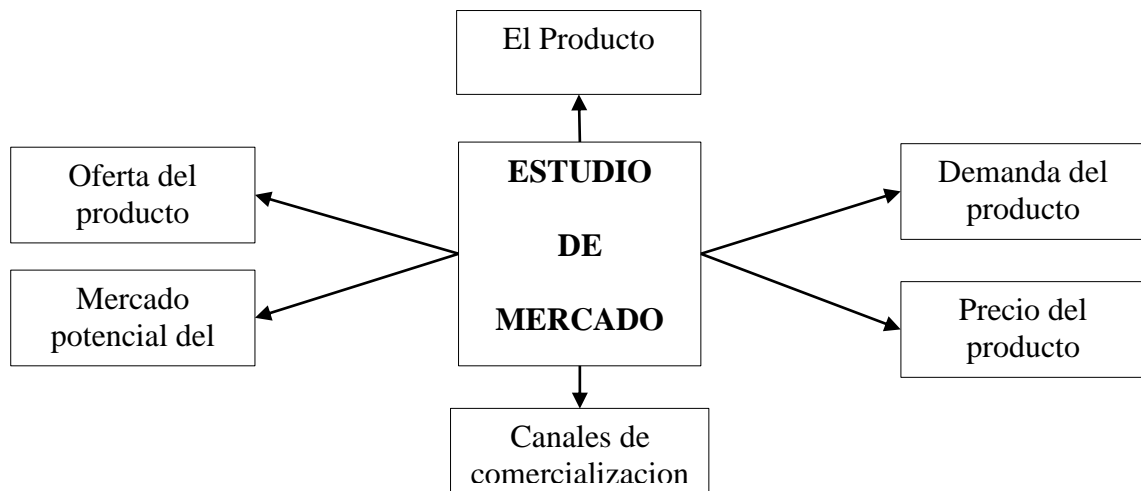 El Producto
Oferta del
producto
ESTUDIO
DE
MERCADO
Demanda del
producto
Mercado
potencial del
Precio del
producto
Canales de
comercializacion